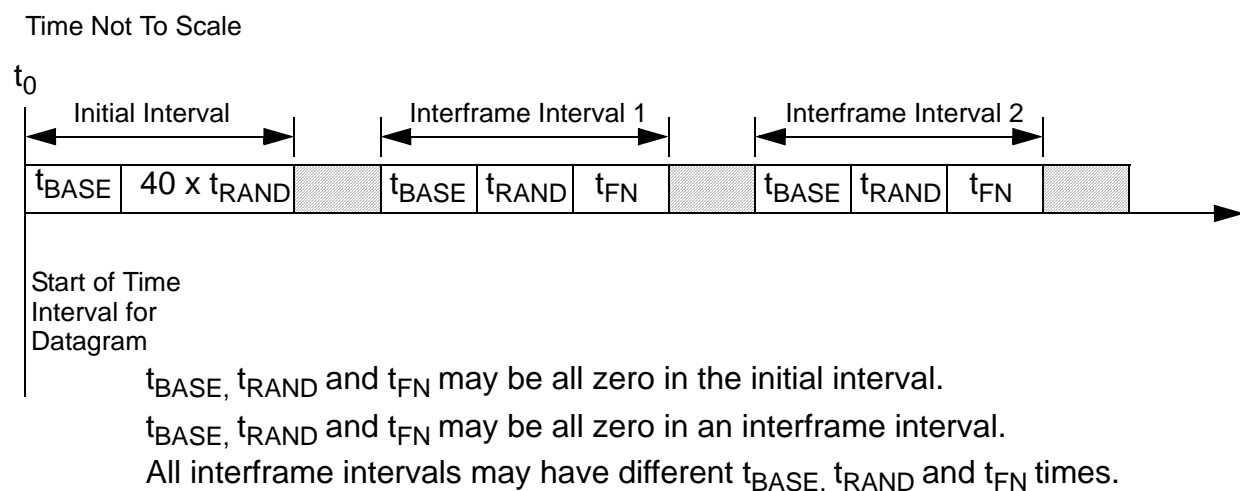 Time Not To Scale
t0
Initial Interval Interframe Interval 1 Interframe Interval 2
tBASE 40 x tRAND tBASE tRAND tFN tBASE tRAND tFN
Start of Time
Interval for
Datagram
tBASE, tRAND and tFN may be all zero in the initial interval.
tBASE, tRAND and tFN may be all zero in an interframe interval.
All interframe intervals may have different tBASE, tRAND and tFN times.